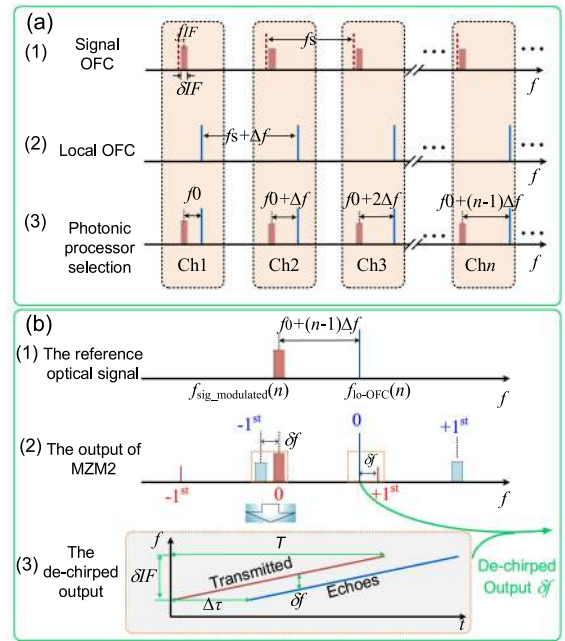 (a)
(1) Signal OFC
fIF
fs
δIF
f
(2) Local OFC
fs+Δf
f
(3) Photonic processor selection
f0
f0+Δf
f0+2Δf
f0+(n-1)Δf
Ch1
Ch2
Ch3
Chn
f
(b)
(1) The reference optical signal
f0+(n-1)Δf
fsig_modulated(n)
flo-OFC(n)
f
(2) The output of MZM2
-1st
δf
0
+1st
δf
-1st
0
+1st
f
(3) The de-chirped output
f
T
δIF
Transmitted
δf
Echoes
Δτ
t
De-chirped Output δf